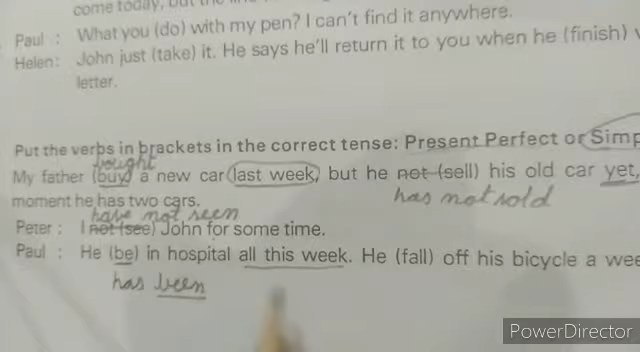 come today, but the
Paul : What you (do) with my pen? I can't find it anywhere.
Helen: John just (take) it. He says he'll return it to you when he (finish)
letter.
Put the verbs in brackets in the correct tense: Present Perfect or Simp
bought
My father (buy) a new car last week, but he not (sell) his old car yet,
moment he has two cars. has not sold
have not seen
Peter : I not (see) John for some time.
Paul : He (be) in hospital all this week. He (fall) off his bicycle a wee
has been
PowerDirector